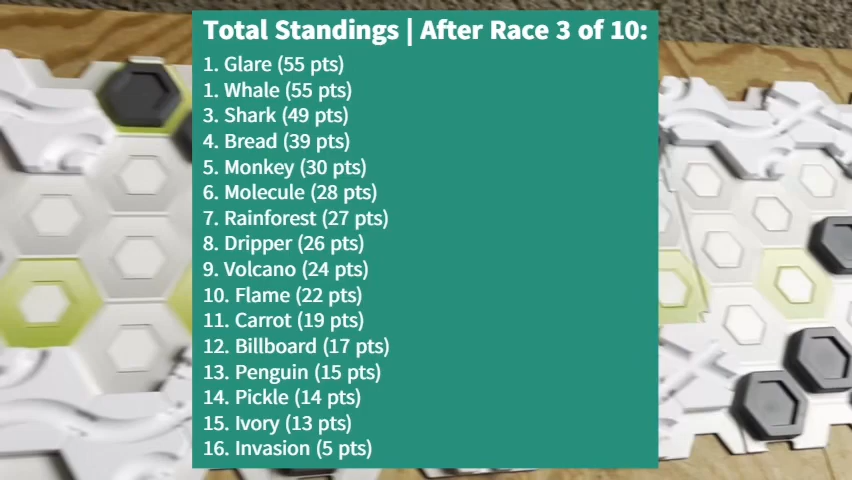 Total Standings | After Race 3 of 10:
1. Glare (55 pts)
1. Whale (55 pts)
3. Shark (49 pts)
4. Bread (39 pts)
5. Monkey (30 pts)
6. Molecule (28 pts)
7. Rainforest (27 pts)
8. Dripper (26 pts)
9. Volcano (24 pts)
10. Flame (22 pts)
11. Carrot (19 pts)
12. Billboard (17 pts)
13. Penguin (15 pts)
14. Pickle (14 pts)
15. Ivory (13 pts)
16. Invasion (5 pts)